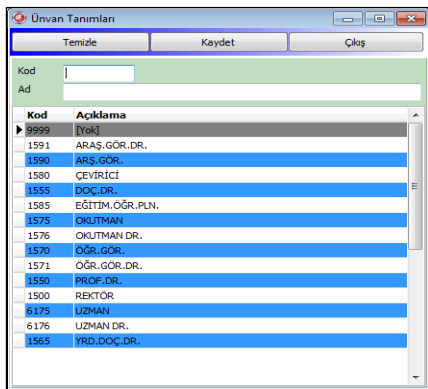 Ünvan Tanımları
Temizle Kaydet Çıkış
Kod
Ad
Kod Açıklama
9999 [Yok]
1591 ARAŞ.GÖR.DR.
1590 ARŞ.GÖR.
1580 ÇEVİRİCİ
1555 DOÇ.DR.
1585 EĞİTİM.ÖĞR.PLN.
1575 OKUTMAN
1576 OKUTMAN DR.
1570 ÖĞR.GÖR.
1571 ÖĞR.GÖR.DR.
1550 PROF.DR.
1500 REKTÖR
6175 UZMAN
6176 UZMAN DR.
1565 YRD.DOÇ.DR.